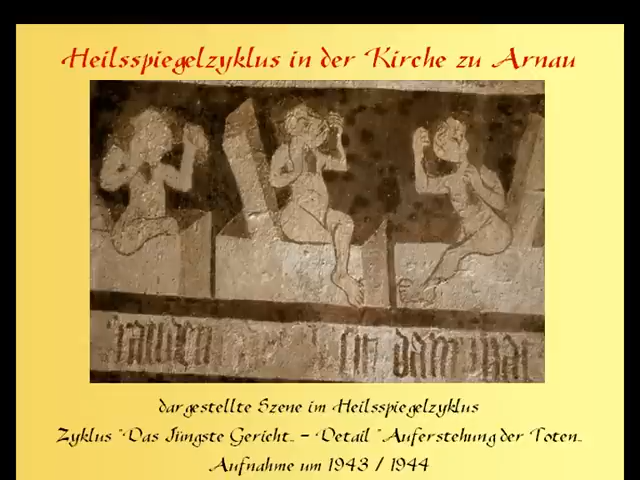 Heilsspiegelzyklus in der Kirche zu Arnau
dargestellte Szene im Heilsspiegelzyklus
Zyklus "Das Jüngste Gericht„ – Detail "Auferstehung der Toten„
Aufnahme um 1943 / 1944